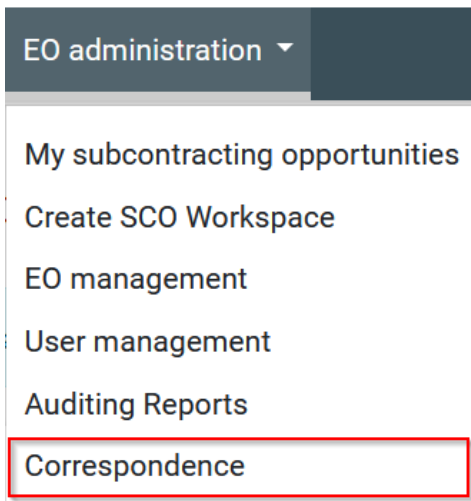 EO administration
My subcontracting opportunities
Create SCO Workspace
EO management
User management
Auditing Reports
Correspondence